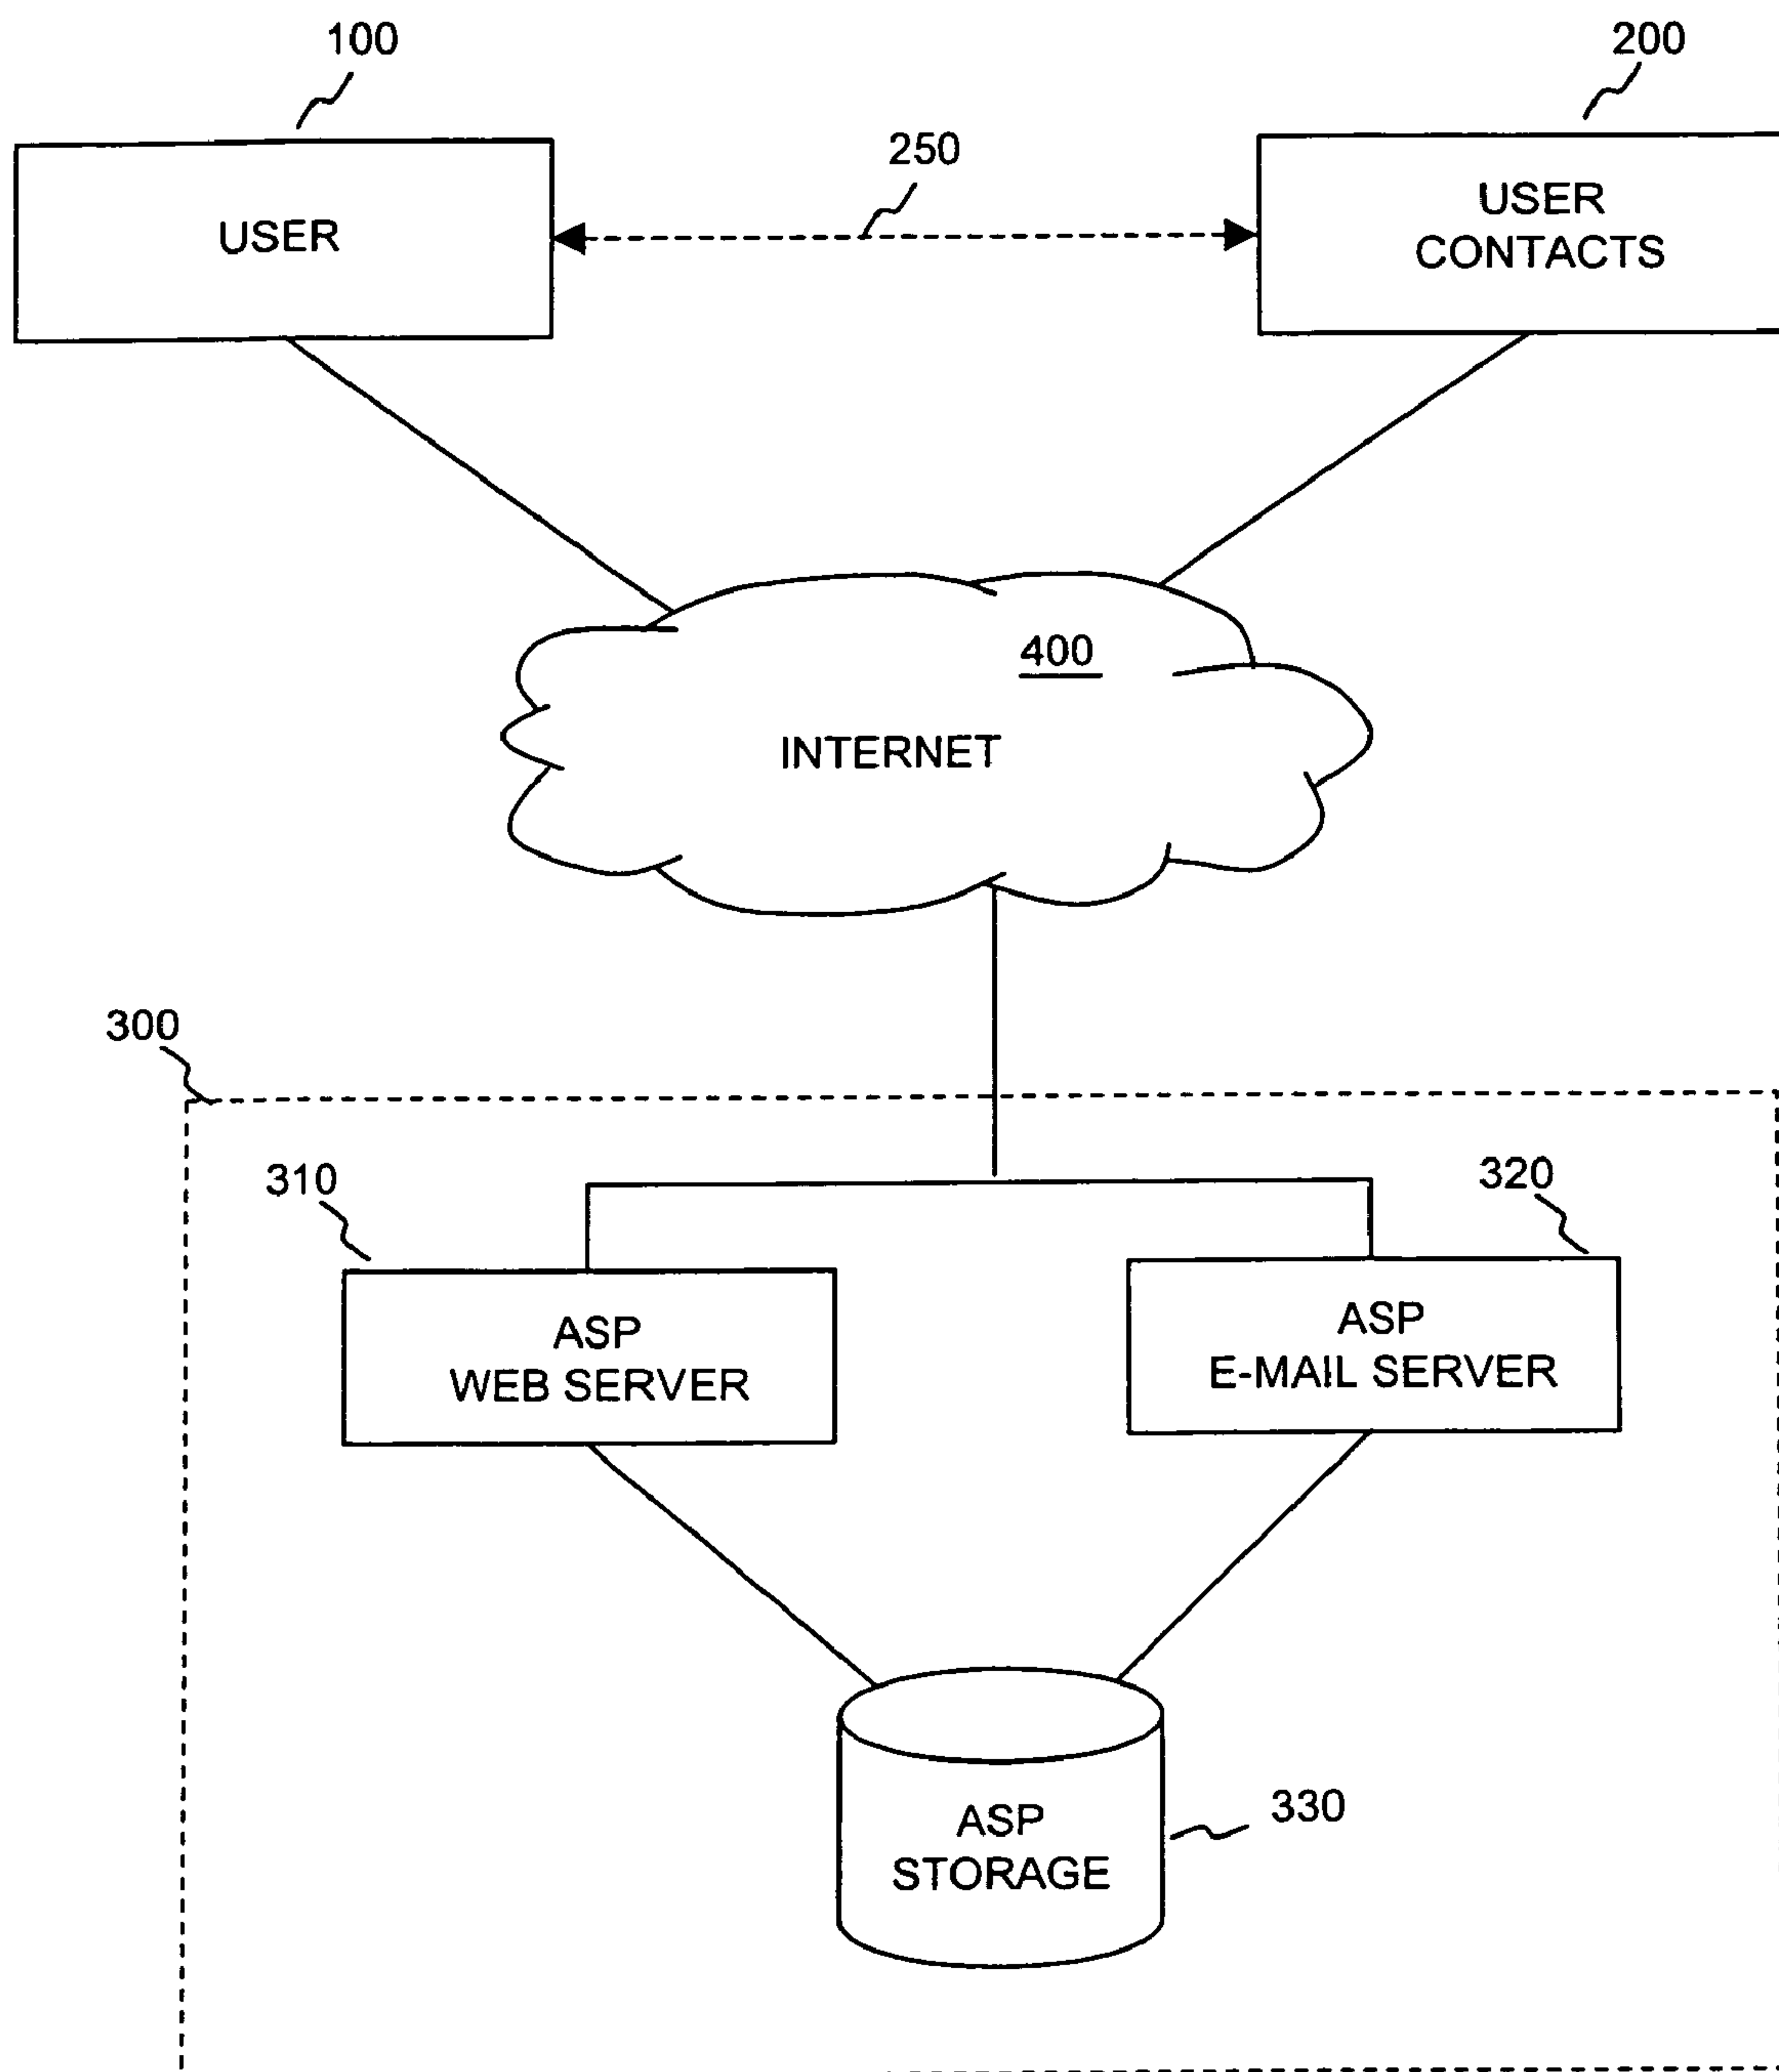 100
200
250
USER
USER
CONTACTS
400
INTERNET
300
310
320
ASP
WEB SERVER
ASP
E-MAIL SERVER
330
ASP
STORAGE